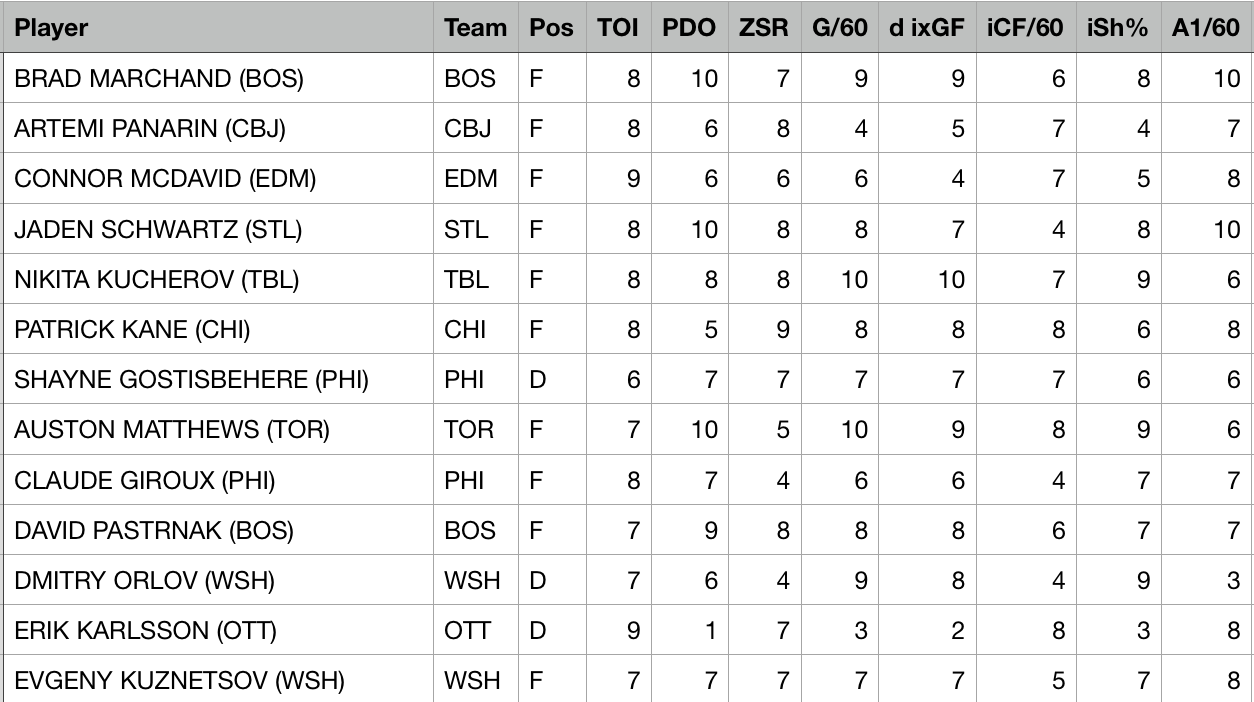 Player Team Pos TOI PDO ZSR G/60 d ixGF iCF/60 iSh% A1/60
BRAD MARCHAND (BOS) BOS F 8 10 7 9 9 6 8 10
ARTEMI PANARIN (CBJ) CBJ F 8 6 8 4 5 7 4 7
CONNOR MCDAVID (EDM) EDM F 9 6 6 6 4 7 5 8
JADEN SCHWARTZ (STL) STL F 8 10 8 8 7 4 8 10
NIKITA KUCHEROV (TBL) TBL F 8 8 8 10 10 7 9 6
PATRICK KANE (CHI) CHI F 8 5 9 8 8 8 6 8
SHAYNE GOSTISBEHERE (PHI) PHI D 6 7 7 7 7 7 6 6
AUSTON MATTHEWS (TOR) TOR F 7 10 5 10 9 8 9 6
CLAUDE GIROUX (PHI) PHI F 8 7 4 6 6 4 7 7
DAVID PASTRNAK (BOS) BOS F 7 9 8 8 8 6 7 7
DMITRY ORLOV (WSH) WSH D 7 6 4 9 8 4 9 3
ERIK KARLSSON (OTT) OTT D 9 1 7 3 2 8 3 8
EVGENY KUZNETSOV (WSH) WSH F 7 7 7 7 7 5 7 8